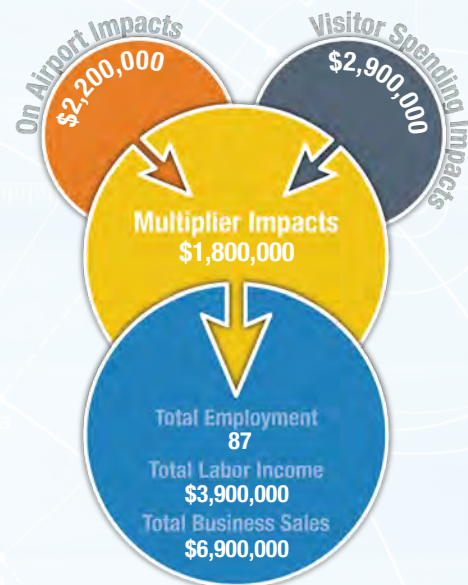 On Airport Impacts
$2,200,000
Visitor Spending Impacts
$2,900,000
Multiplier Impacts
$1,800,000
Total Employment
87
Total Labor Income
$3,900,000
Total Business Sales
$6,900,000